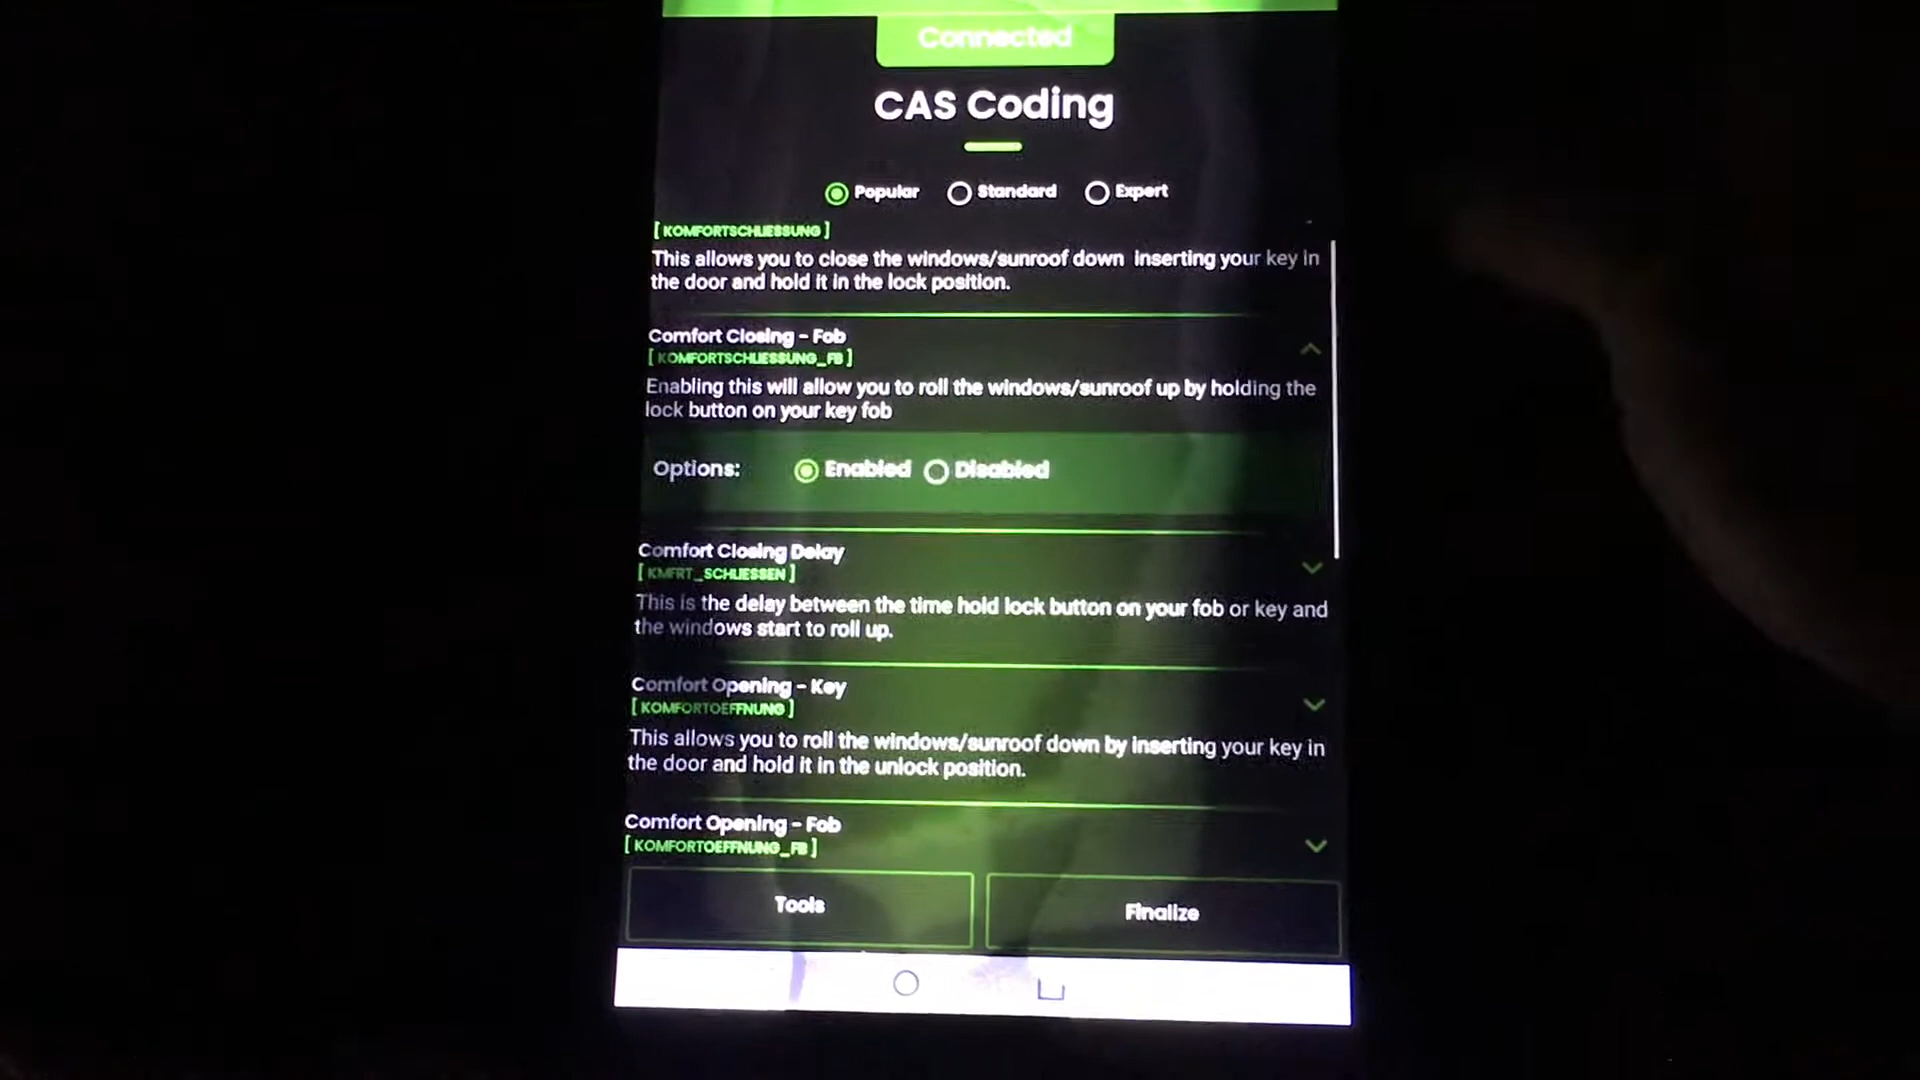 Connected
CAS Coding
Popular Standard Expert
[ KOMFORTSCHLIESSUNG ]
This allows you to close the windows/sunroof down inserting your key in
the door and hold it in the lock position.
Comfort Closing - Fob
[ KOMFORTSCHLIESSUNG_FB ]
Enabling this will allow you to roll the windows/sunroof up by holding the
lock button on your key fob
Options: Enabled Disabled
Comfort Closing Delay
[ KMFRT_SCHLIESSEN ]
This is the delay between the time hold lock button on your fob or key and
the windows start to roll up.
Comfort Opening - Key
[ KOMFORTOEFFNUNG ]
This allows you to roll the windows/sunroof down by inserting your key in
the door and hold it in the unlock position.
Comfort Opening - Fob
[ KOMFORTOEFFNUNG_FB ]
Tools Finalize